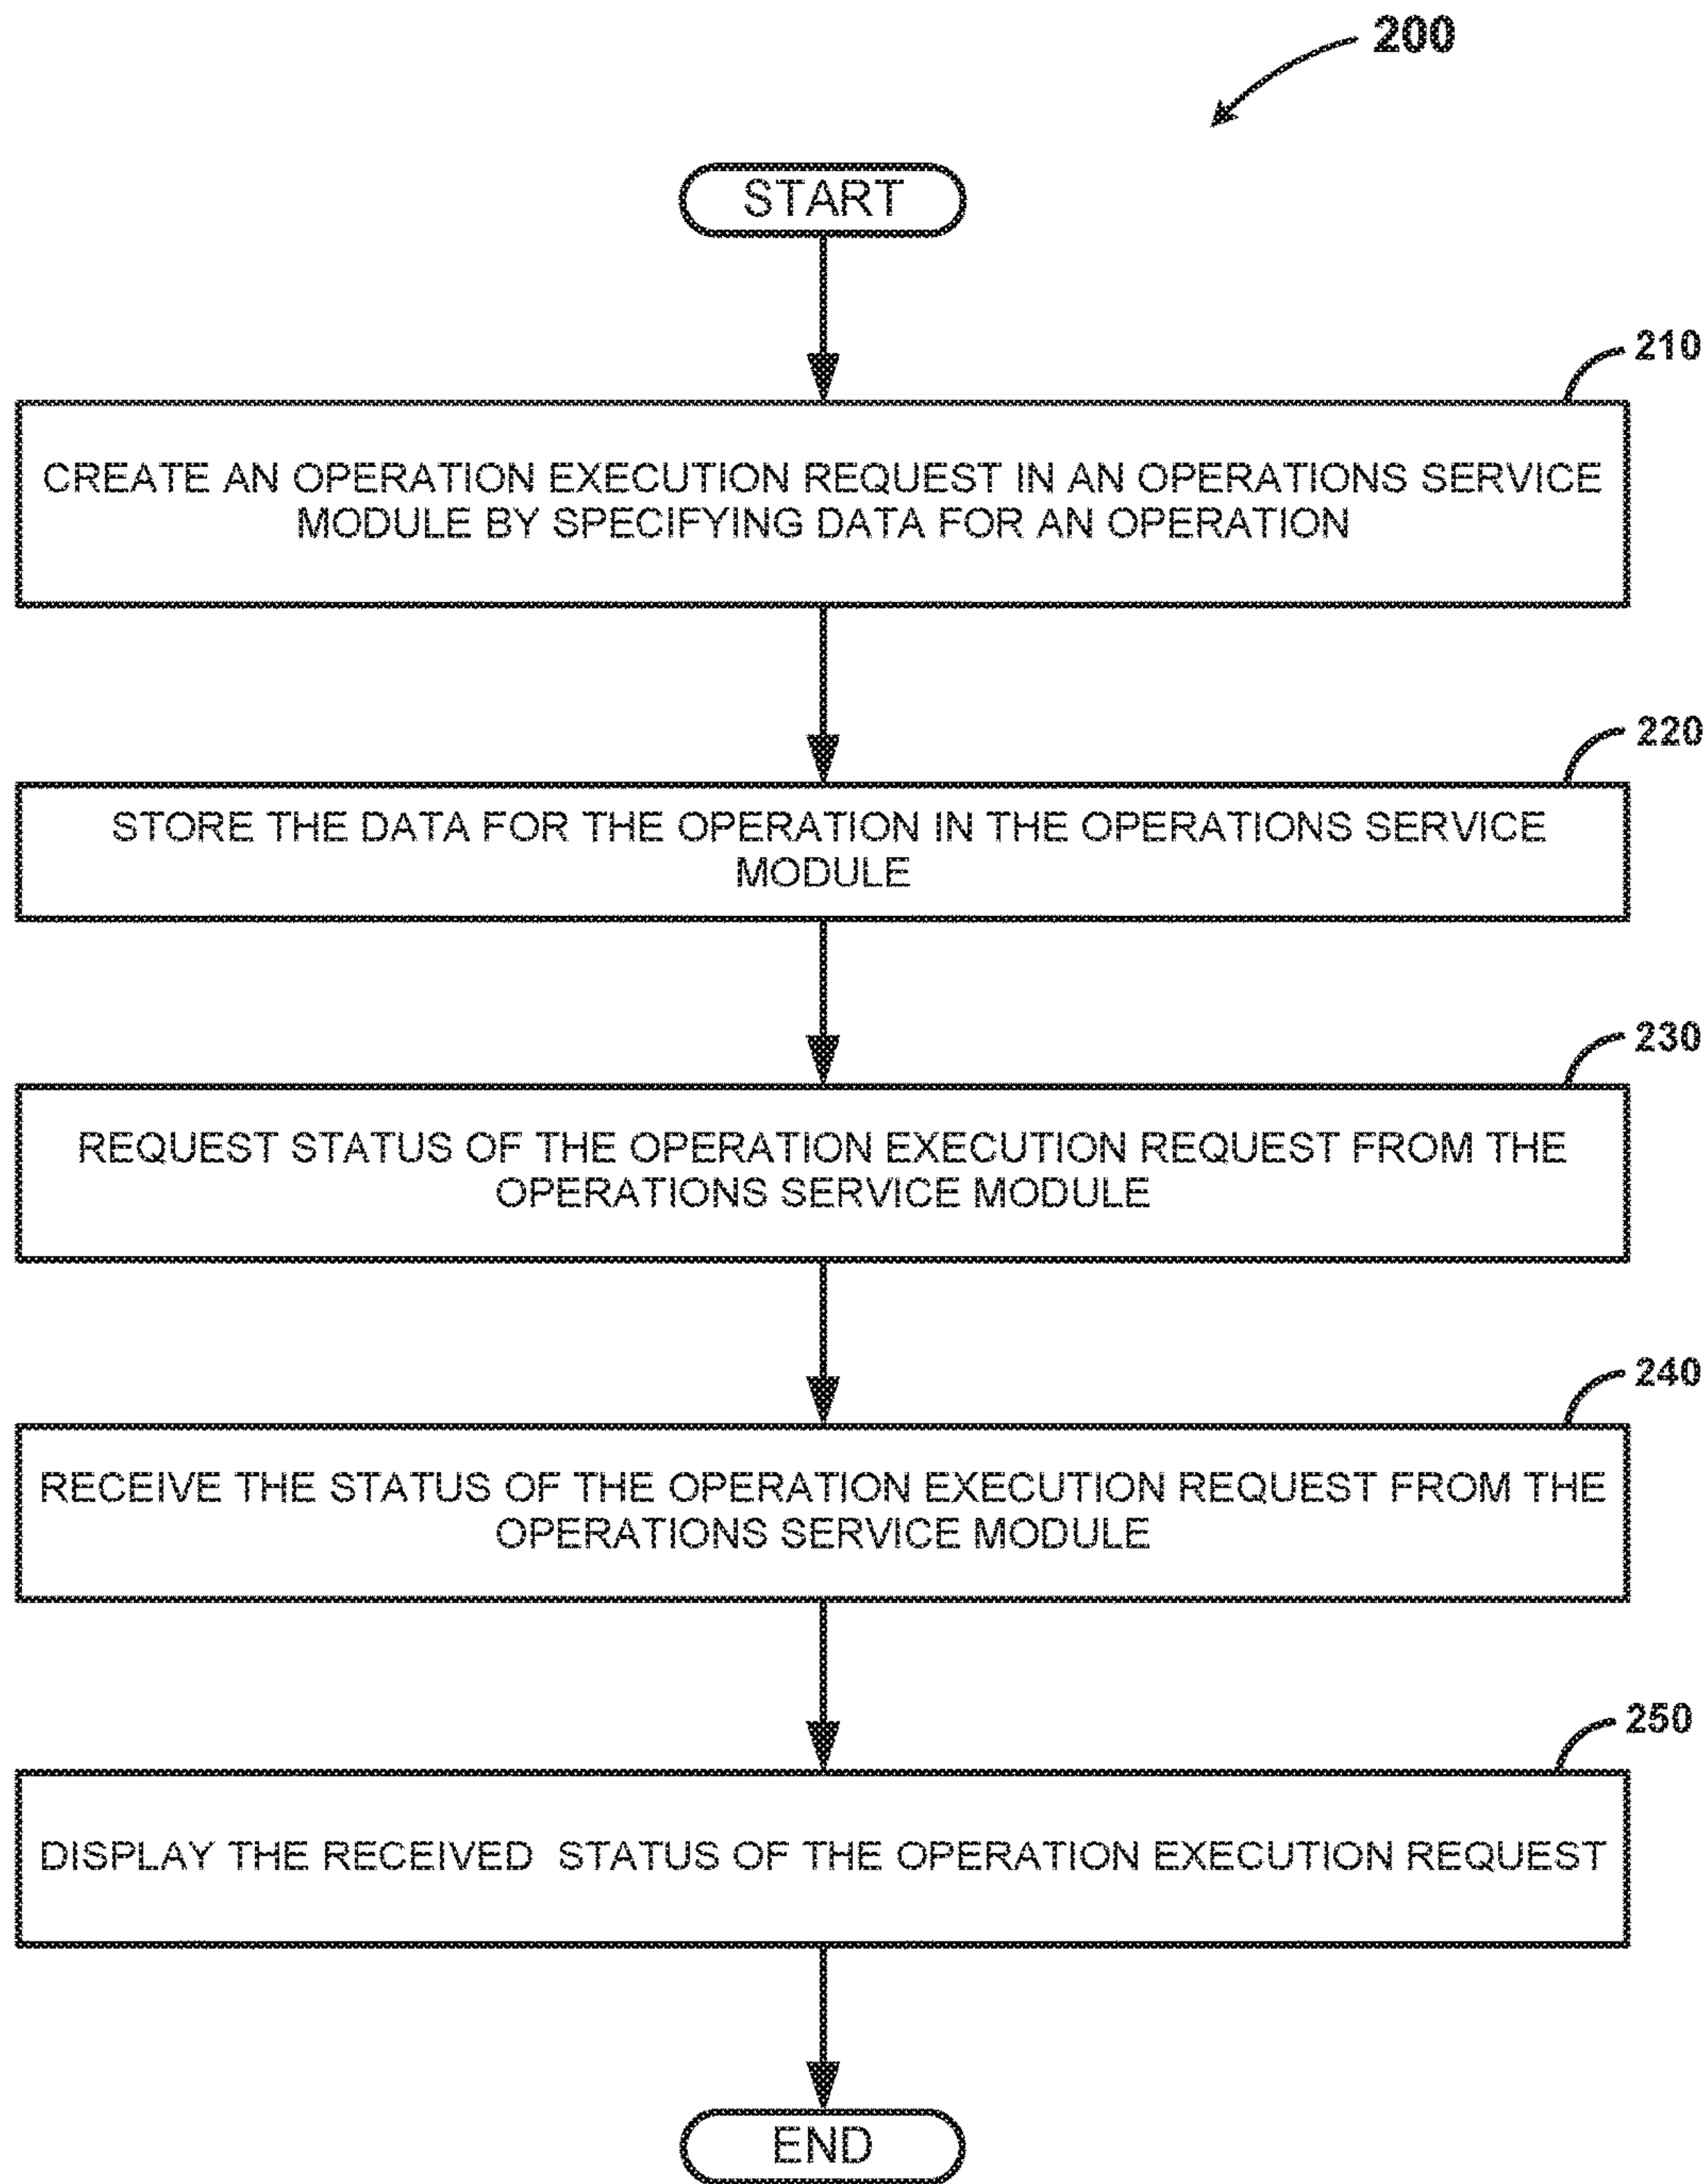 200
START
210
CREATE AN OPERATION EXECUTION REQUEST IN AN OPERATIONS SERVICE
MODULE BY SPECIFYING DATA FOR AN OPERATION
220
STORE THE DATA FOR THE OPERATION IN THE OPERATIONS SERVICE
MODULE
230
REQUEST STATUS OF THE OPERATION EXECUTION REQUEST FROM THE
OPERATIONS SERVICE MODULE
240
RECEIVE THE STATUS OF THE OPERATION EXECUTION REQUEST FROM THE
OPERATIONS SERVICE MODULE
250
DISPLAY THE RECEIVED STATUS OF THE OPERATION EXECUTION REQUEST
END